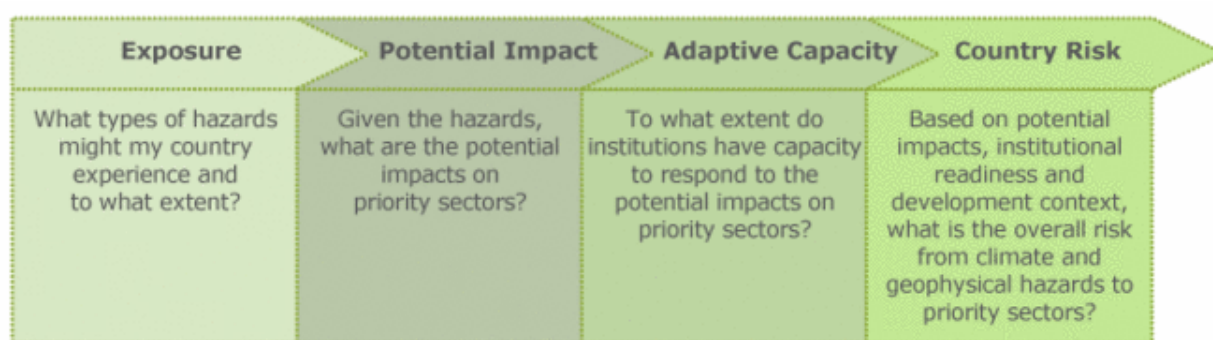 Exposure
Potential Impact
Adaptive Capacity
Country Risk
What types of hazards
might my country
experience and
to what extent?
Given the hazards,
what are the potential
impacts on
priority sectors?
To what extent do
institutions have capacity
to respond to the
potential impacts on
priority sectors?
Based on potential
impacts, institutional
readiness and
development context,
what is the overall risk
from climate and
geophysical hazards to
priority sectors?